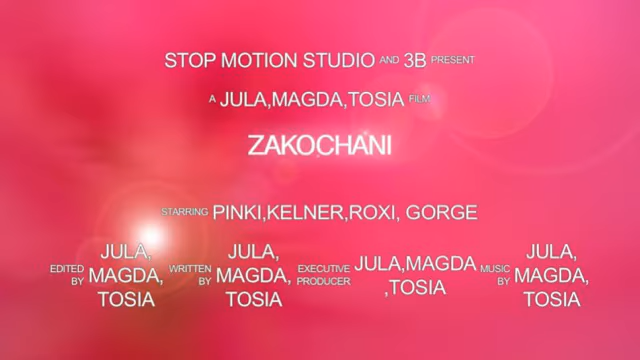 STOP MOTION STUDIO AND 3B PRESENT
A JULA,MAGDA,TOSIA FILM
ZAKOCHANI
STARRING PINKI,KELNER,ROXI, GORGE
EDITED BY JULA, MAGDA, TOSIA
WRITTEN BY JULA, MAGDA, TOSIA
EXECUTIVE PRODUCER JULA,MAGDA ,TOSIA
MUSIC BY JULA, MAGDA, TOSIA